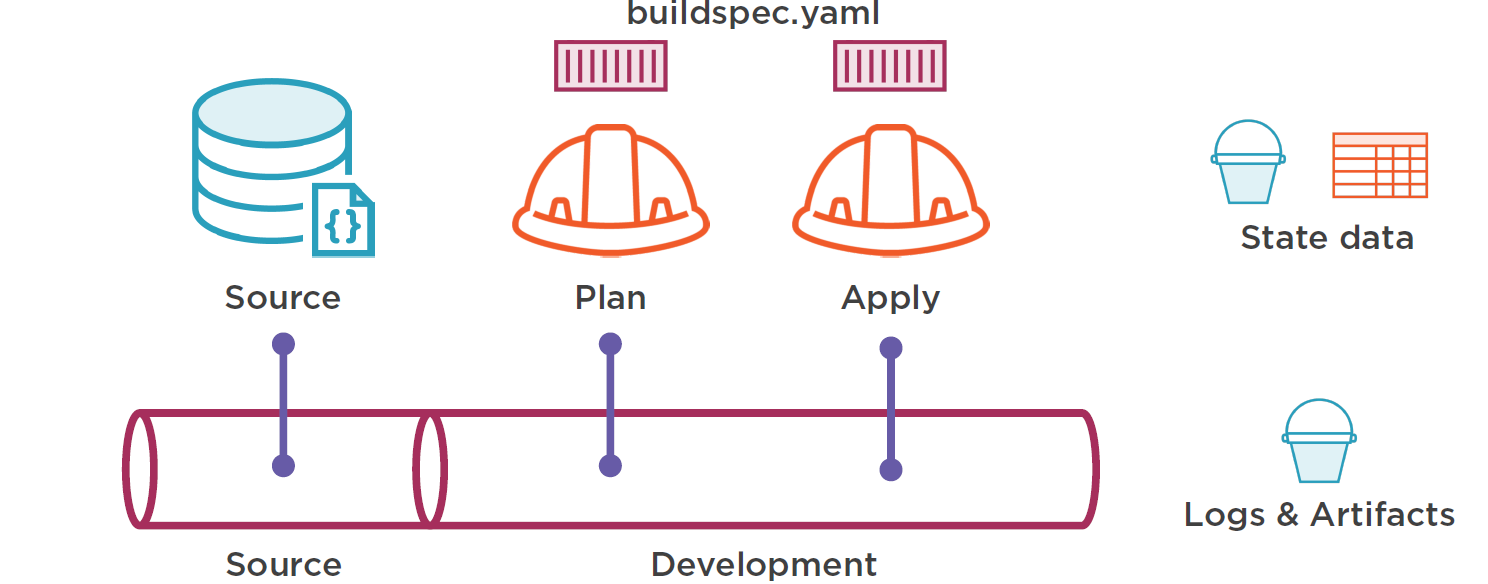 buildspec.yaml
Source
Plan
Apply
State data
Logs & Artifacts
Source
Development